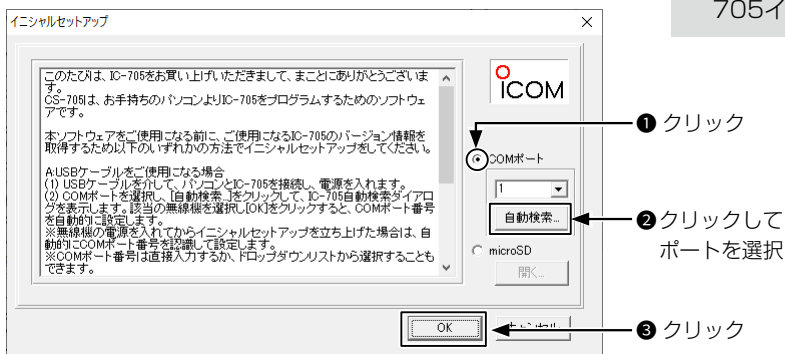 705イ
イニシャルセットアップ
このたびは、IC-705をお買い上げいただきまして、まことにありがとうございま
す。
CS-705は、お手持ちのパソコンよりIC-705をプログラムするためのソフトウェ
アです。
本ソフトウェアをご使用になる前に、ご使用になるIC-705のバージョン情報を
取得するため以下のいずれかの方法でイニシャルセットアップをしてください。
A:USBケーブルをご使用になる場合
(1) USBケーブルを介して、パソコンとIC-705を接続し、電源を入れます。
(2) COMポートを選択し、[自動検索...]をクリックして、IC-705自動検索ダイアロ
グを表示します。該当の無線機を選択し[OK]をクリックすると、COMポート番号
を自動的に設定します。
※無線機の電源を入れてからイニシャルセットアップを立ち上げた場合は、自
動的にCOMポート番号を認識して設定します。
※COMポート番号は直接入力するか、ドロップダウンリストから選択することも
できます。
ICOM
COMポート
1
自動検索...
microSD
開く...
OK
❶ クリック
❷クリックして
ポートを選択
❸ クリック